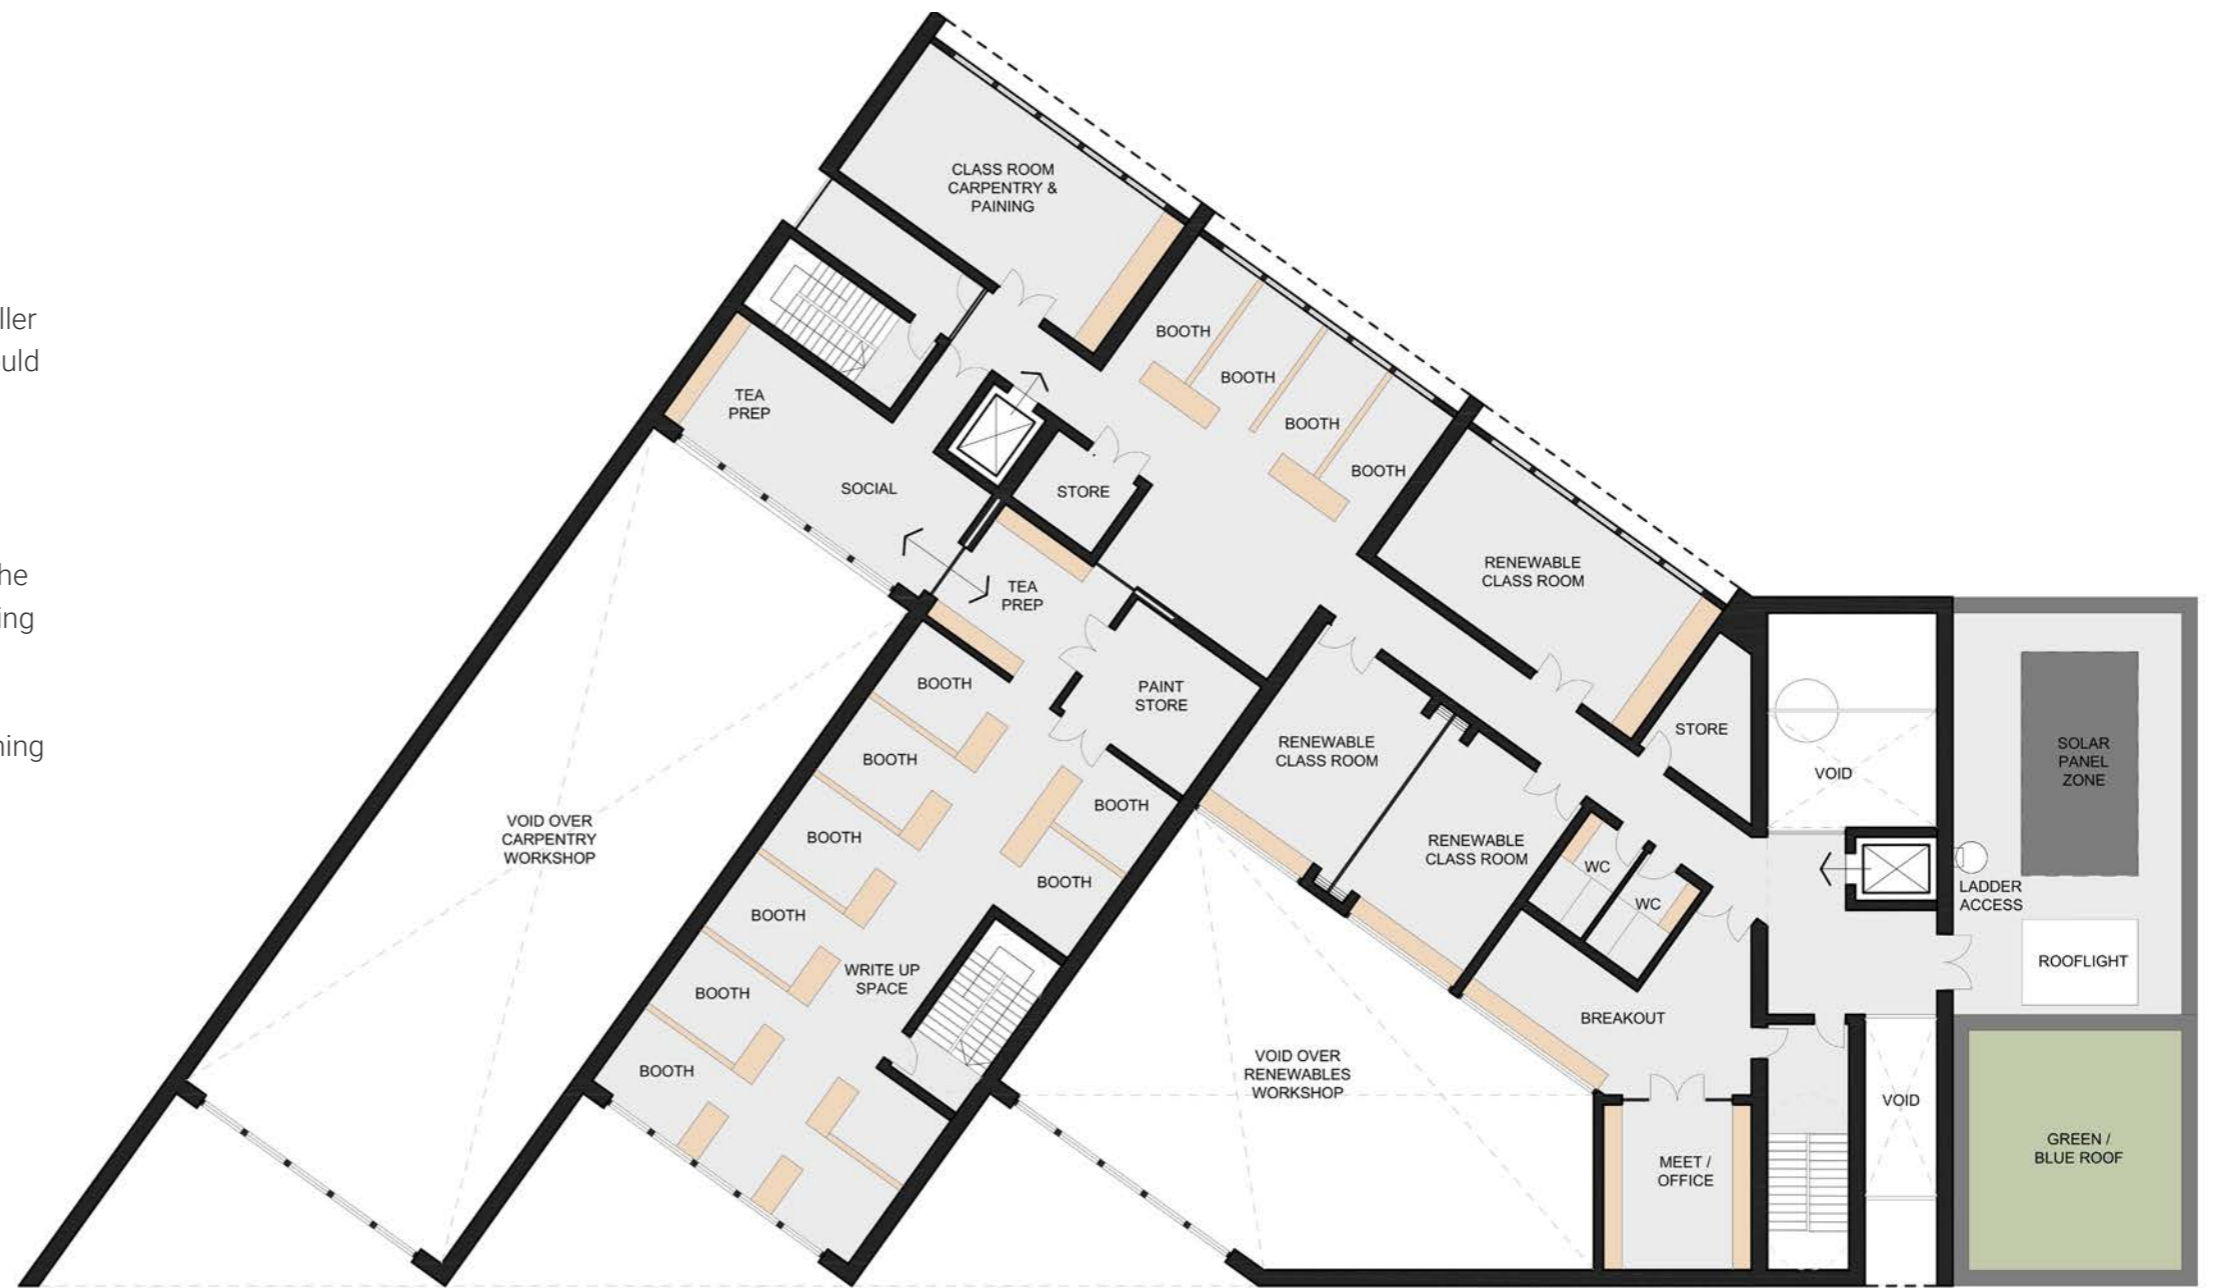 ller
uld
he
ing
ning
CLASS ROOM
CARPENTRY &
PAINING
BOOTH
BOOTH
BOOTH
BOOTH
TEA
PREP
SOCIAL
STORE
TEA
PREP
RENEWABLE
CLASS ROOM
BOOTH
PAINT
STORE
BOOTH
RENEWABLE
CLASS ROOM
STORE
VOID
SOLAR
PANEL
ZONE
BOOTH
BOOTH
VOID OVER
CARPENTRY
WORKSHOP
RENEWABLE
CLASS ROOM
BOOTH
WC
WC
LADDER
ACCESS
BOOTH
WRITE UP
SPACE
BOOTH
ROOFLIGHT
BREAKOUT
BOOTH
VOID OVER
RENEWABLES
WORKSHOP
VOID
MEET /
OFFICE
GREEN /
BLUE ROOF